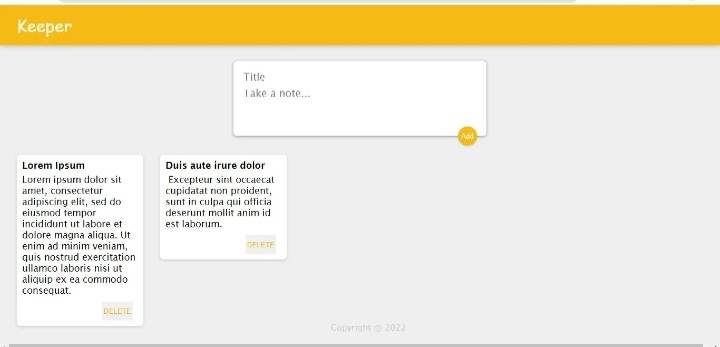 Keeper
Title
Take a note...
Add
Lorem Ipsum
Lorem ipsum dolor sit
amet, consectetur
adipiscing elit, sed do
eiusmod tempor
incididunt ut labore et
dolore magna aliqua. Ut
enim ad minim veniam,
quis nostrud exercitation
ullamco laboris nisi ut
aliquip ex ea commodo
consequat.
DELETE
Duis aute irure dolor
Excepteur sint occaecat
cupidatat non proident,
sunt in culpa qui officia
deserunt mollit anim id
est laborum.
DELETE
Copyright © 2022